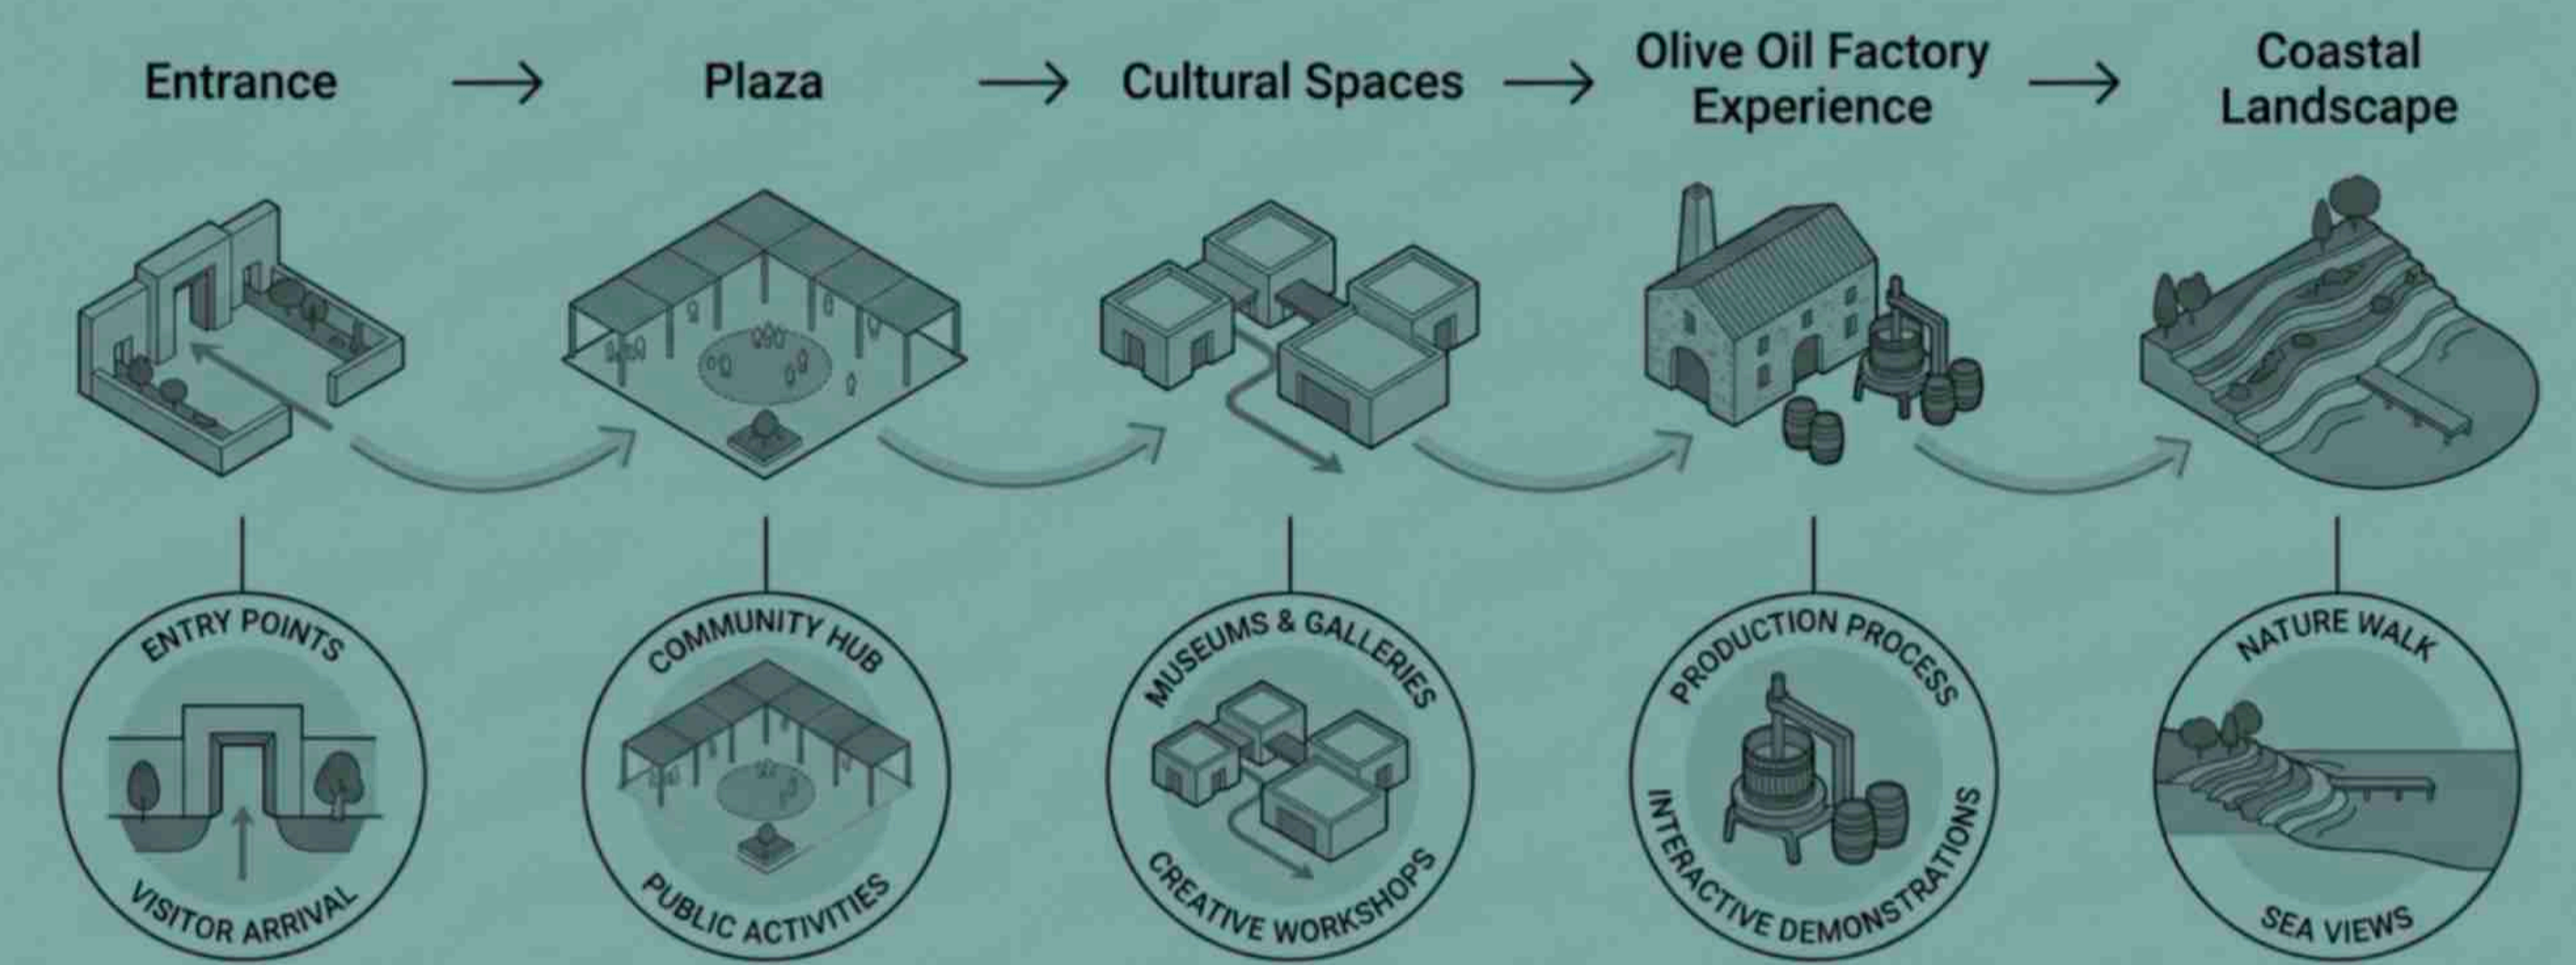 Entrance
Plaza
Cultural Spaces
Olive Oil Factory
Experience
Coastal
Landscape
ENTRY POINTS
VISITOR ARRIVAL
COMMUNITY HUB
PUBLIC ACTIVITIES
MUSEUMS & GALLERIES
CREATIVE WORKSHOPS
PRODUCTION PROCESS
INTERACTIVE DEMONSTRATIONS
NATURE WALK
SEA VIEWS